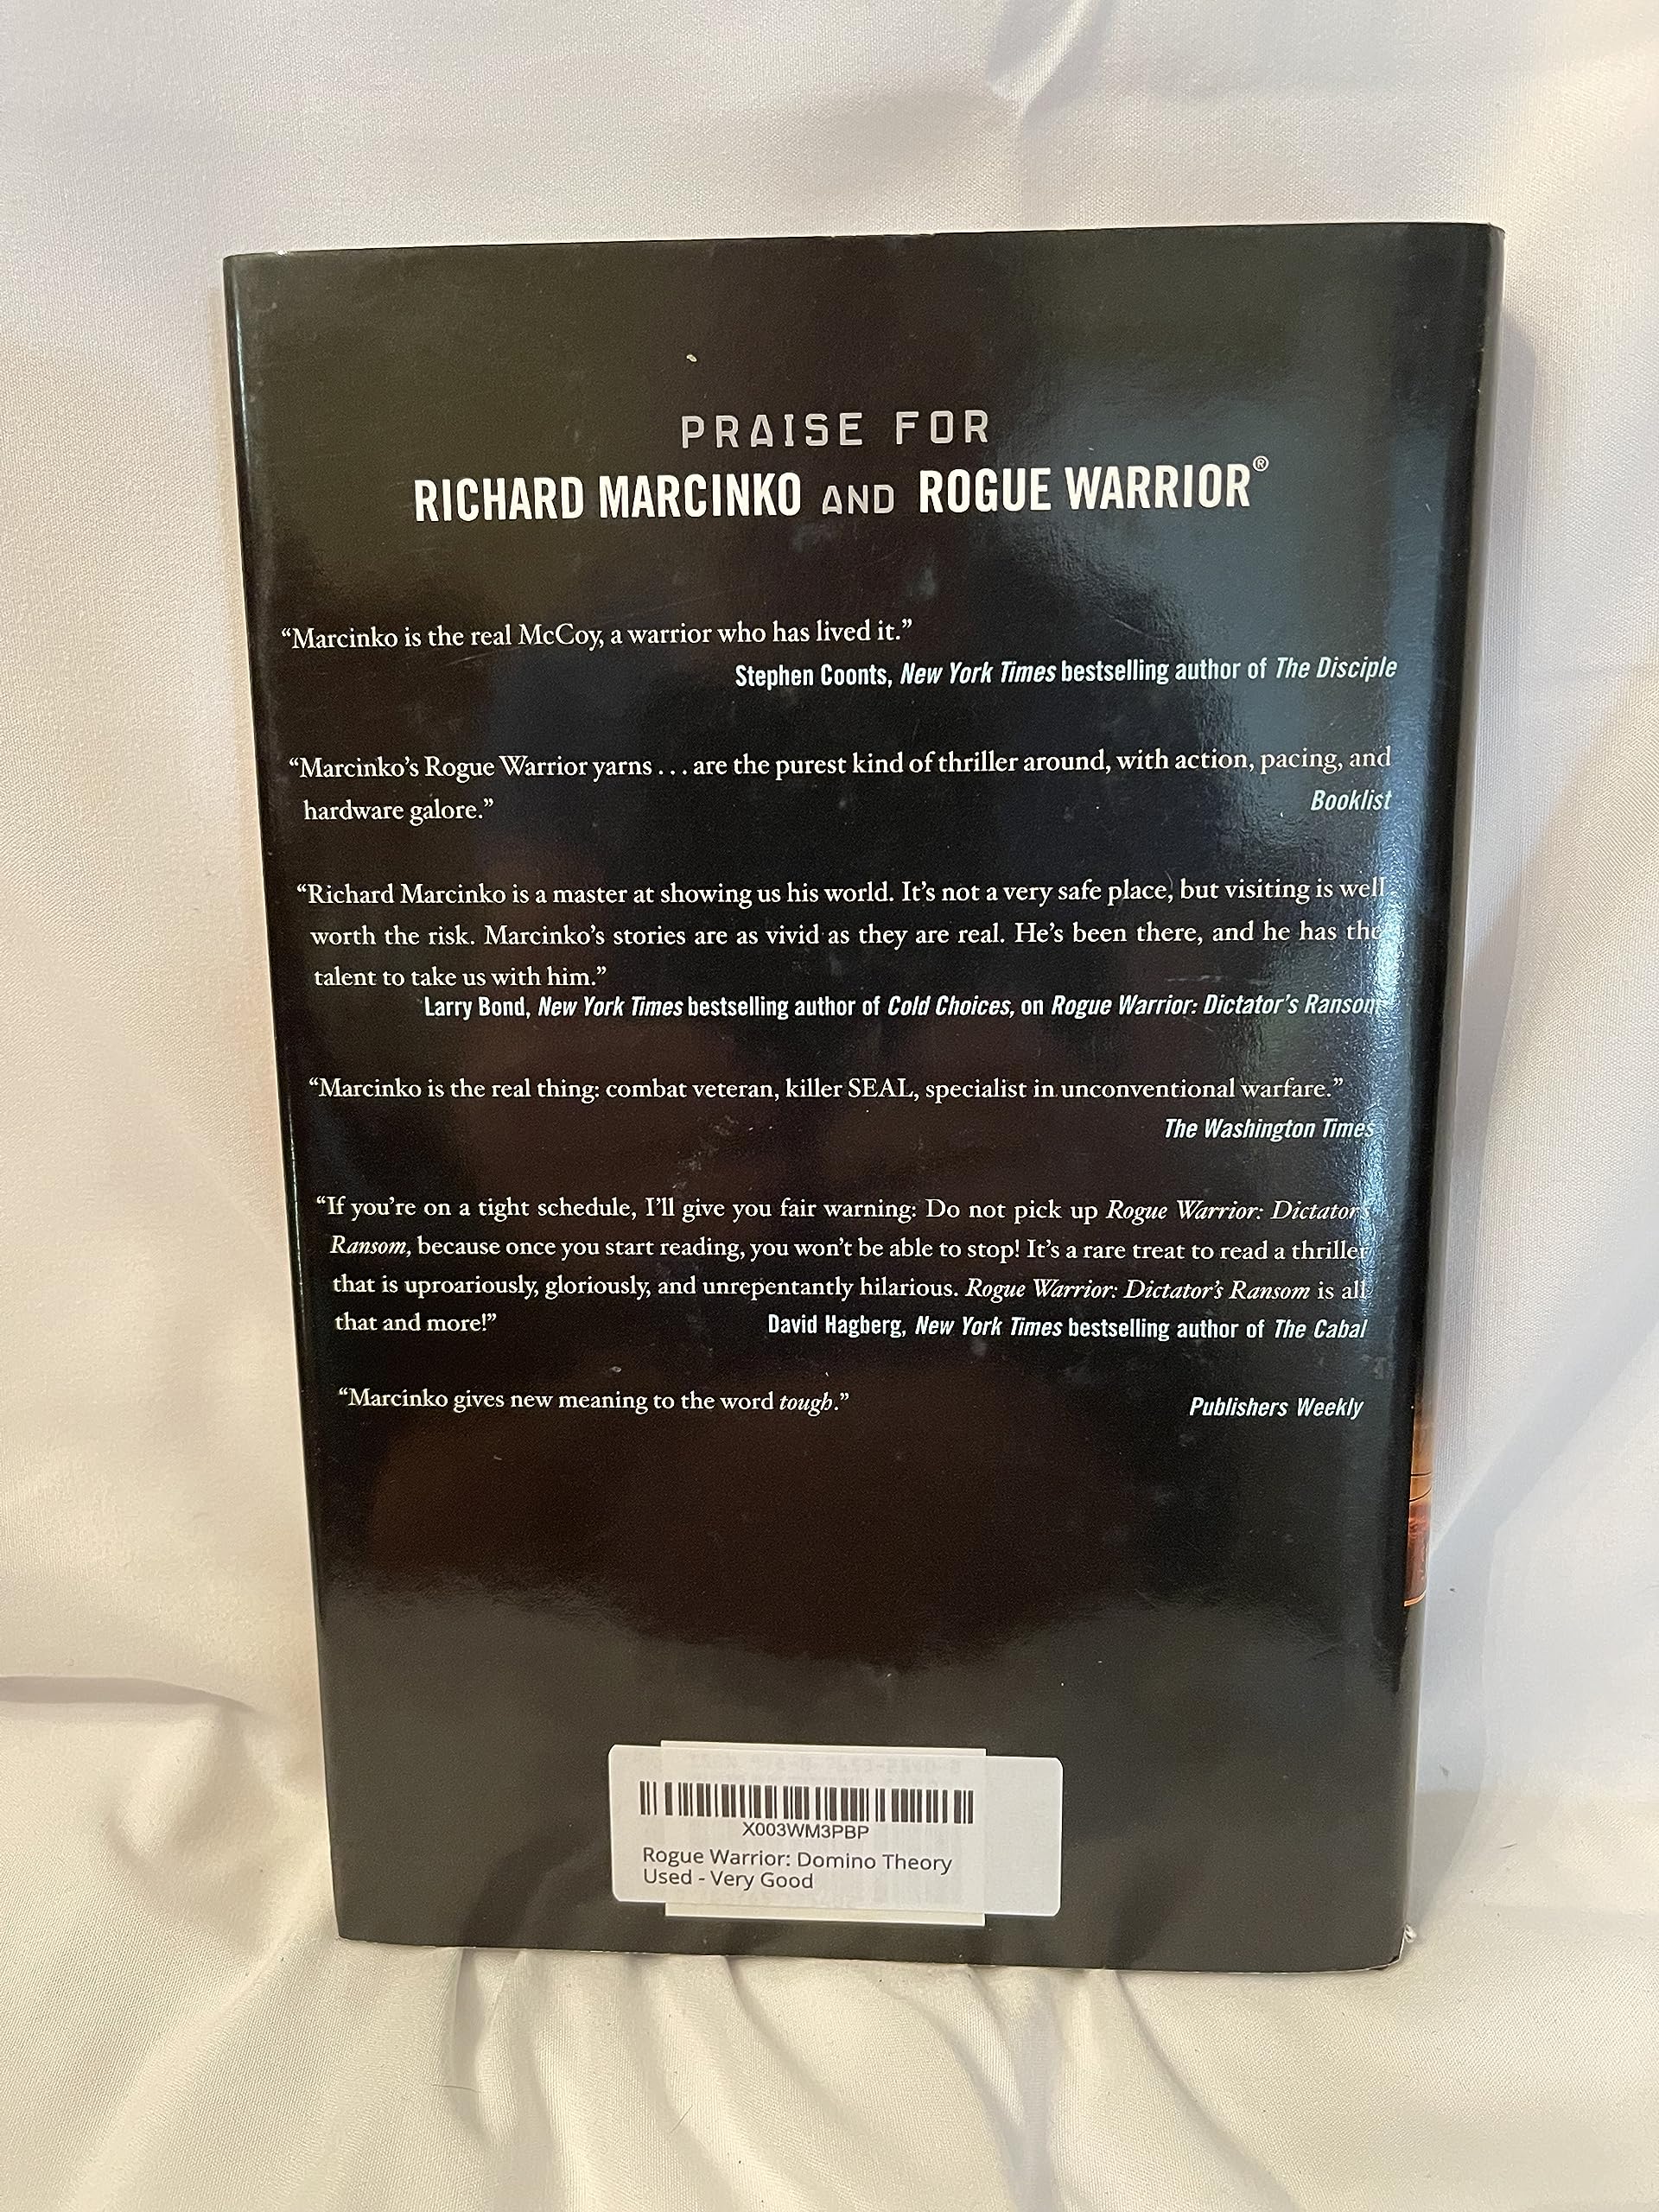 PRAISE FOR
RICHARD MARCINKO AND ROGUE WARRIOR®
“Marcinko is the real McCoy, a warrior who has lived it.”
Stephen Coonts, New York Times bestselling author of The Disciple
“Marcinko’s Rogue Warrior yarns . . . are the purest kind of thriller around, with action, pacing, and
hardware galore.” Booklist
“Richard Marcinko is a master at showing us his world. It’s not a very safe place, but visiting is well
worth the risk. Marcinko’s stories are as vivid as they are real. He’s been there, and he has the
talent to take us with him.”
Larry Bond, New York Times bestselling author of Cold Choices, on Rogue Warrior: Dictator’s Ransom
“Marcinko is the real thing: combat veteran, killer SEAL, specialist in unconventional warfare.”
The Washington Times
“If you’re on a tight schedule, I’ll give you fair warning: Do not pick up Rogue Warrior: Dictator’s
Ransom, because once you start reading, you won’t be able to stop! It’s a rare treat to read a thriller
that is uproariously, gloriously, and unrepentantly hilarious. Rogue Warrior: Dictator’s Ransom is all
that and more!” David Hagberg, New York Times bestselling author of The Cabal
“Marcinko gives new meaning to the word tough.” Publishers Weekly
X003WM3PBP
Rogue Warrior: Domino Theory
Used - Very Good